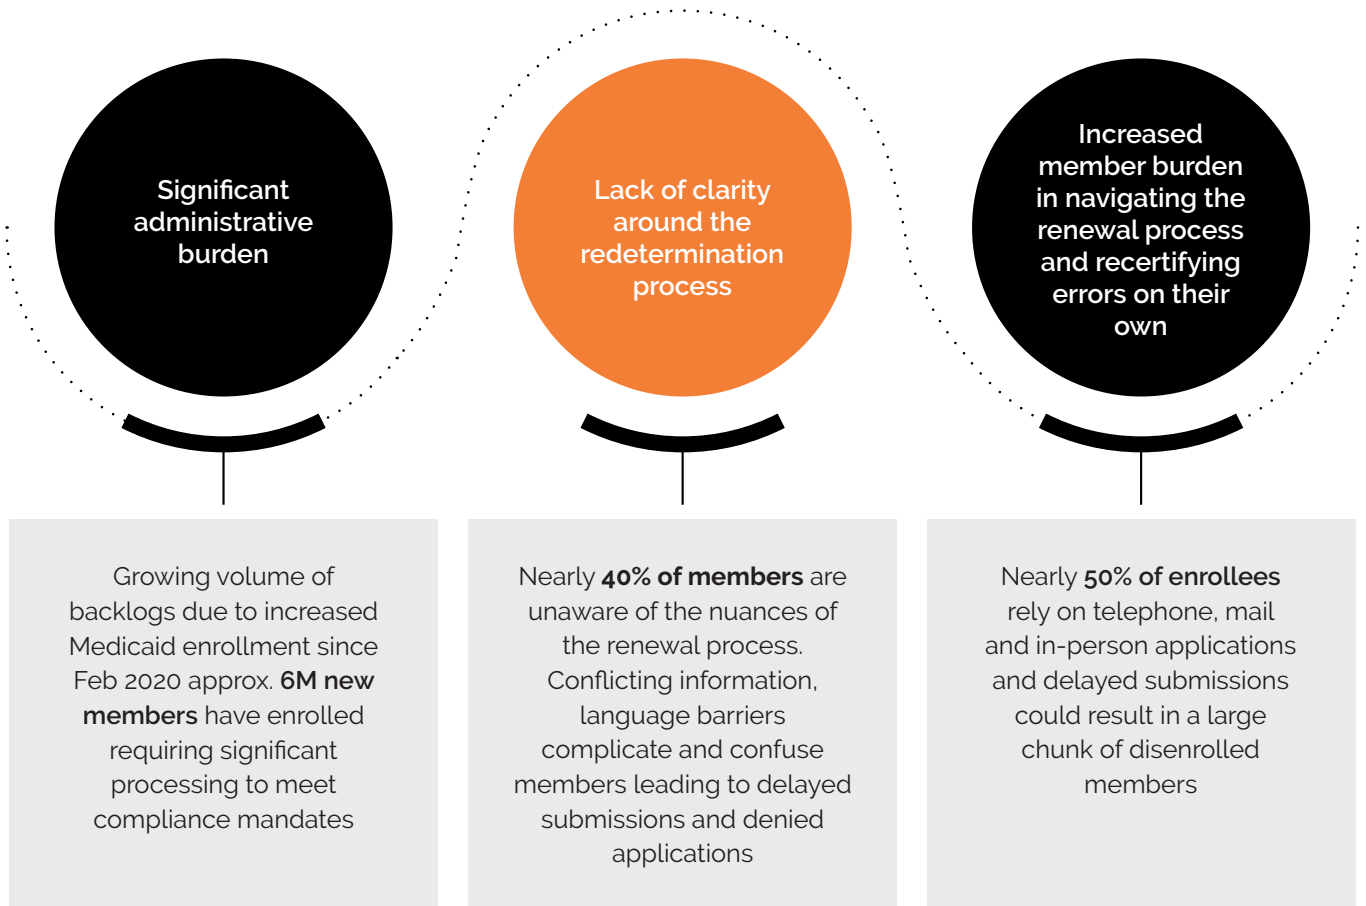 Significant
administrative
burden
Growing volume of
backlogs due to increased
Medicaid enrollment since
Feb 2020 approx. 6M new
members have enrolled
requiring significant
processing to meet
compliance mandates
Lack of clarity
around the
redetermination
process
Nearly 40% of members are
unaware of the nuances of
the renewal process.
Conflicting information,
language barriers
complicate and confuse
members leading to delayed
submissions and denied
applications
Increased
member burden
in navigating the
renewal process
and recertifying
errors on their
own
Nearly 50% of enrollees
rely on telephone, mail
and in-person applications
and delayed submissions
could result in a large
chunk of disenrolled
members